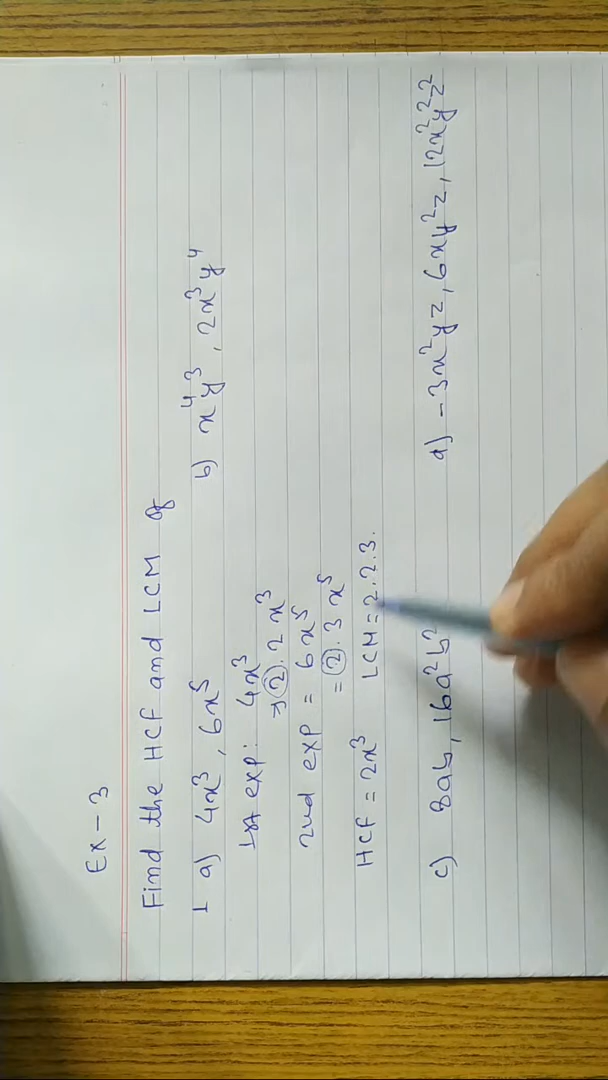 Ex-3
Find the HCF and LCM of
1 a) 4x³, 6x⁵ b) x⁴y³, 2x³y⁴
1st exp: 4x³
⇒ 2.2x³
2nd exp = 6x⁵
= 2.3x⁵
HCF = 2x³ LCM = 2.2.3.
c) 8ab, 16a²b² d) -3x²yz, 6xy²z, 12x²y²z²